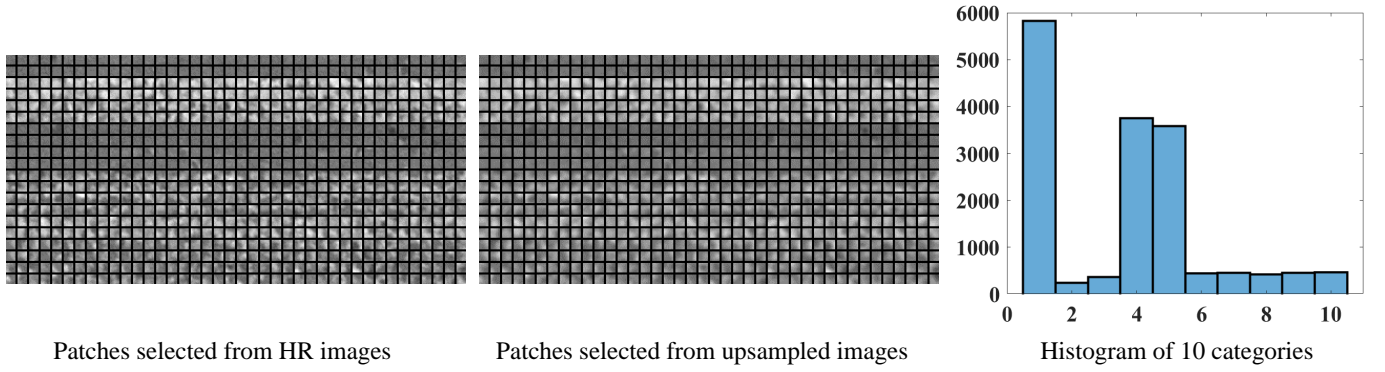 6000
5000
4000
3000
2000
1000
0
0 2 4 6 8 10
Patches selected from HR images
Patches selected from upsampled images
Histogram of 10 categories